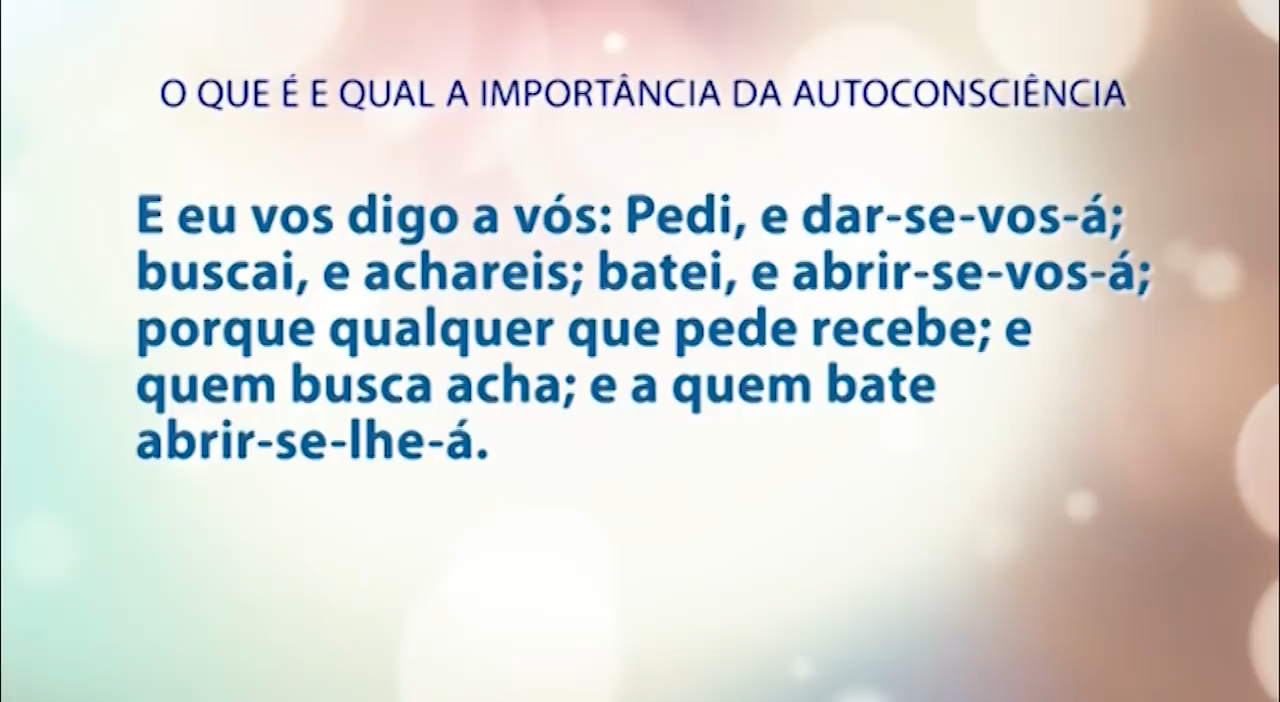 O QUE É E QUAL A IMPORTÂNCIA DA AUTOCONSCIÊNCIA
E eu vos digo a vós: Pedi, e dar-se-vos-á;
buscai, e achareis; batei, e abrir-se-vos-á;
porque qualquer que pede recebe; e
quem busca acha; e a quem bate
abrir-se-lhe-á.